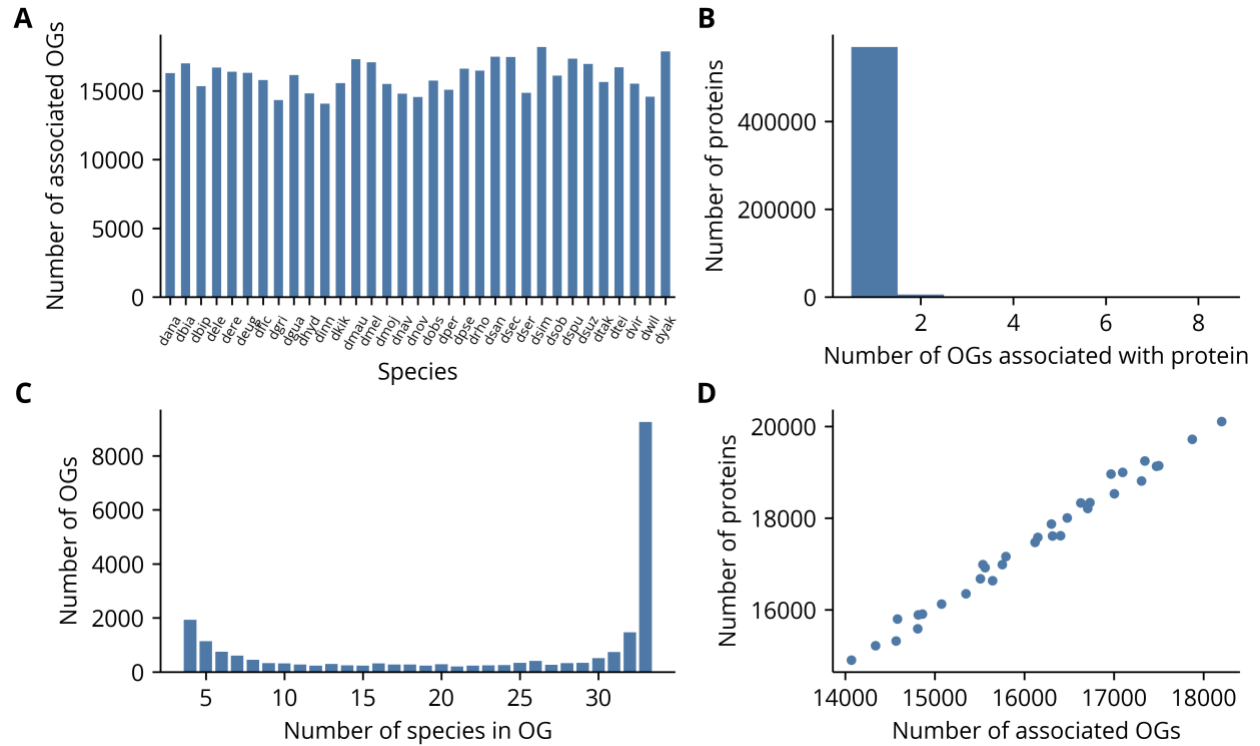 A
Number of associated OGs
15000
10000
5000
0
dana dbia dbip dele dere deug dfic dgri dgua dhyd dinn dkik dmau dmel dmoj dnav dnov dobs dper dpse drho dsan dsec dser dsim dsob dspu dsuz dtak dtei dvir dwil dyak
Species
B
Number of proteins
400000
200000
0
2 4 6 8
Number of OGs associated with protein
C
Number of OGs
8000
6000
4000
2000
0
5 10 15 20 25 30
Number of species in OG
D
Number of proteins
20000
18000
16000
14000 15000 16000 17000 18000
Number of associated OGs